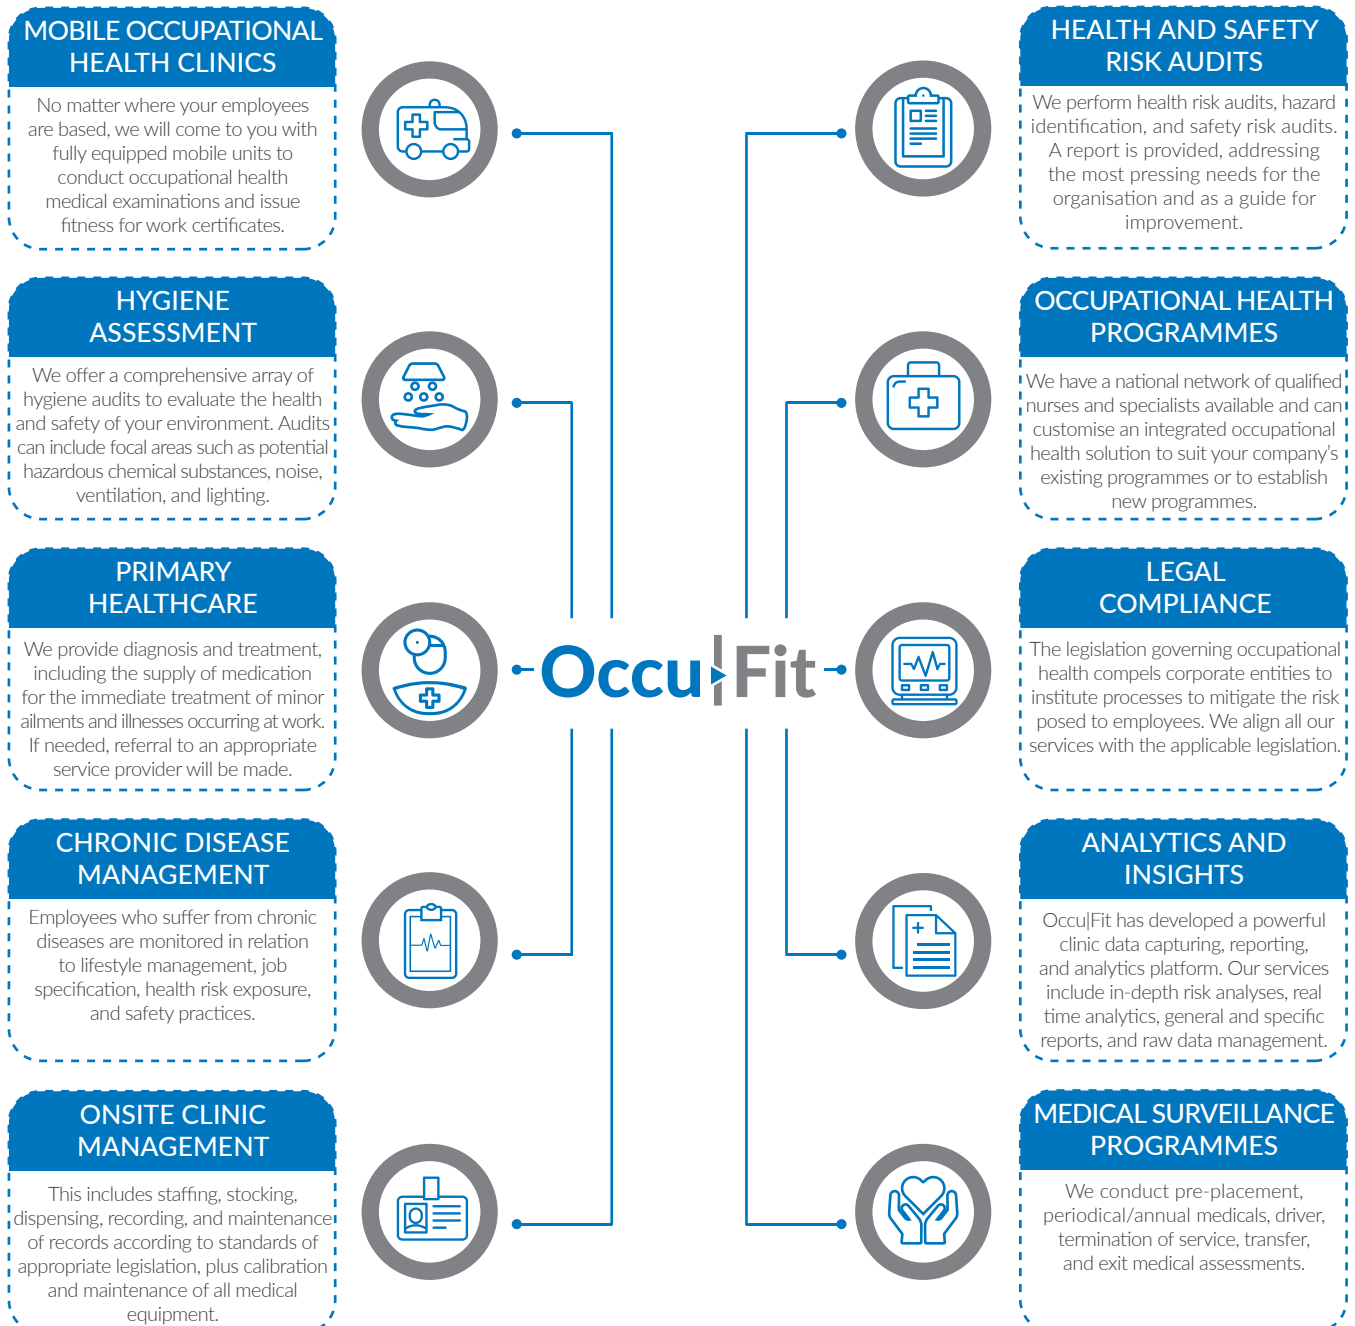 MOBILE OCCUPATIONAL
HEALTH CLINICS
No matter where your employees
are based, we will come to you with
fully equipped mobile units to
conduct occupational health
medical examinations and issue
fitness for work certificates.
HYGIENE
ASSESSMENT
We offer a comprehensive array of
hygiene audits to evaluate the health
and safety of your environment. Audits
can include focal areas such as potential
hazardous chemical substances, noise,
ventilation, and lighting.
PRIMARY
HEALTHCARE
We provide diagnosis and treatment,
including the supply of medication
for the immediate treatment of minor
ailments and illnesses occurring at work.
If needed, referral to an appropriate
service provider will be made.
CHRONIC DISEASE
MANAGEMENT
Employees who suffer from chronic
diseases are monitored in relation
to lifestyle management, job
specification, health risk exposure,
and safety practices.
ONSITE CLINIC
MANAGEMENT
This includes staffing, stocking,
dispensing, recording, and maintenance
of records according to standards of
appropriate legislation, plus calibration
and maintenance of all medical
equipment.
Occu|Fit
HEALTH AND SAFETY
RISK AUDITS
We perform health risk audits, hazard
identification, and safety risk audits.
A report is provided, addressing
the most pressing needs for the
organisation and as a guide for
improvement.
OCCUPATIONAL HEALTH
PROGRAMMES
We have a national network of qualified
nurses and specialists available and can
customise an integrated occupational
health solution to suit your company's
existing programmes or to establish
new programmes.
LEGAL
COMPLIANCE
The legislation governing occupational
health compels corporate entities to
institute processes to mitigate the risk
posed to employees. We align all our
services with the applicable legislation.
ANALYTICS AND
INSIGHTS
Occu|Fit has developed a powerful
clinic data capturing, reporting,
and analytics platform. Our services
include in-depth risk analyses, real
time analytics, general and specific
reports, and raw data management.
MEDICAL SURVEILLANCE
PROGRAMMES
We conduct pre-placement,
periodical/annual medicals, driver,
termination of service, transfer,
and exit medical assessments.